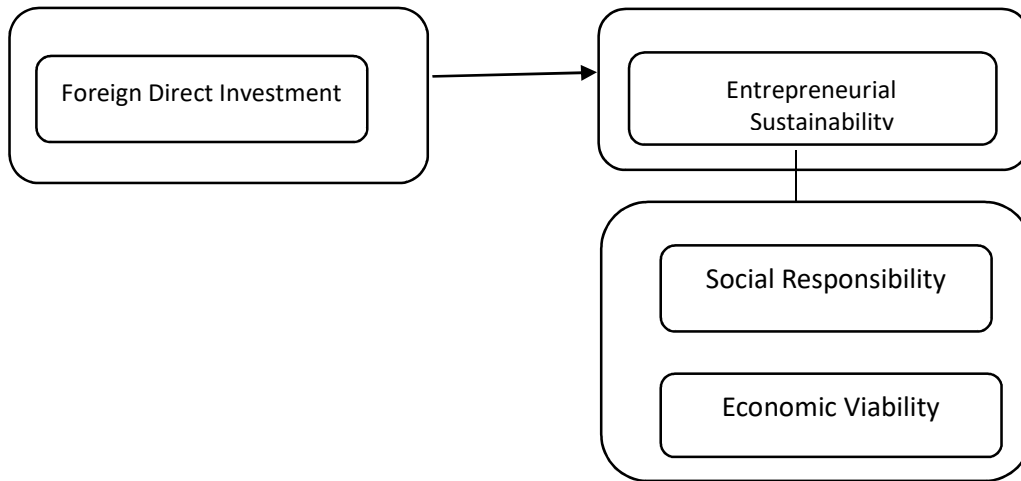 Foreign Direct Investment
Entrepreneurial
Sustainability
Social Responsibility
Economic Viability